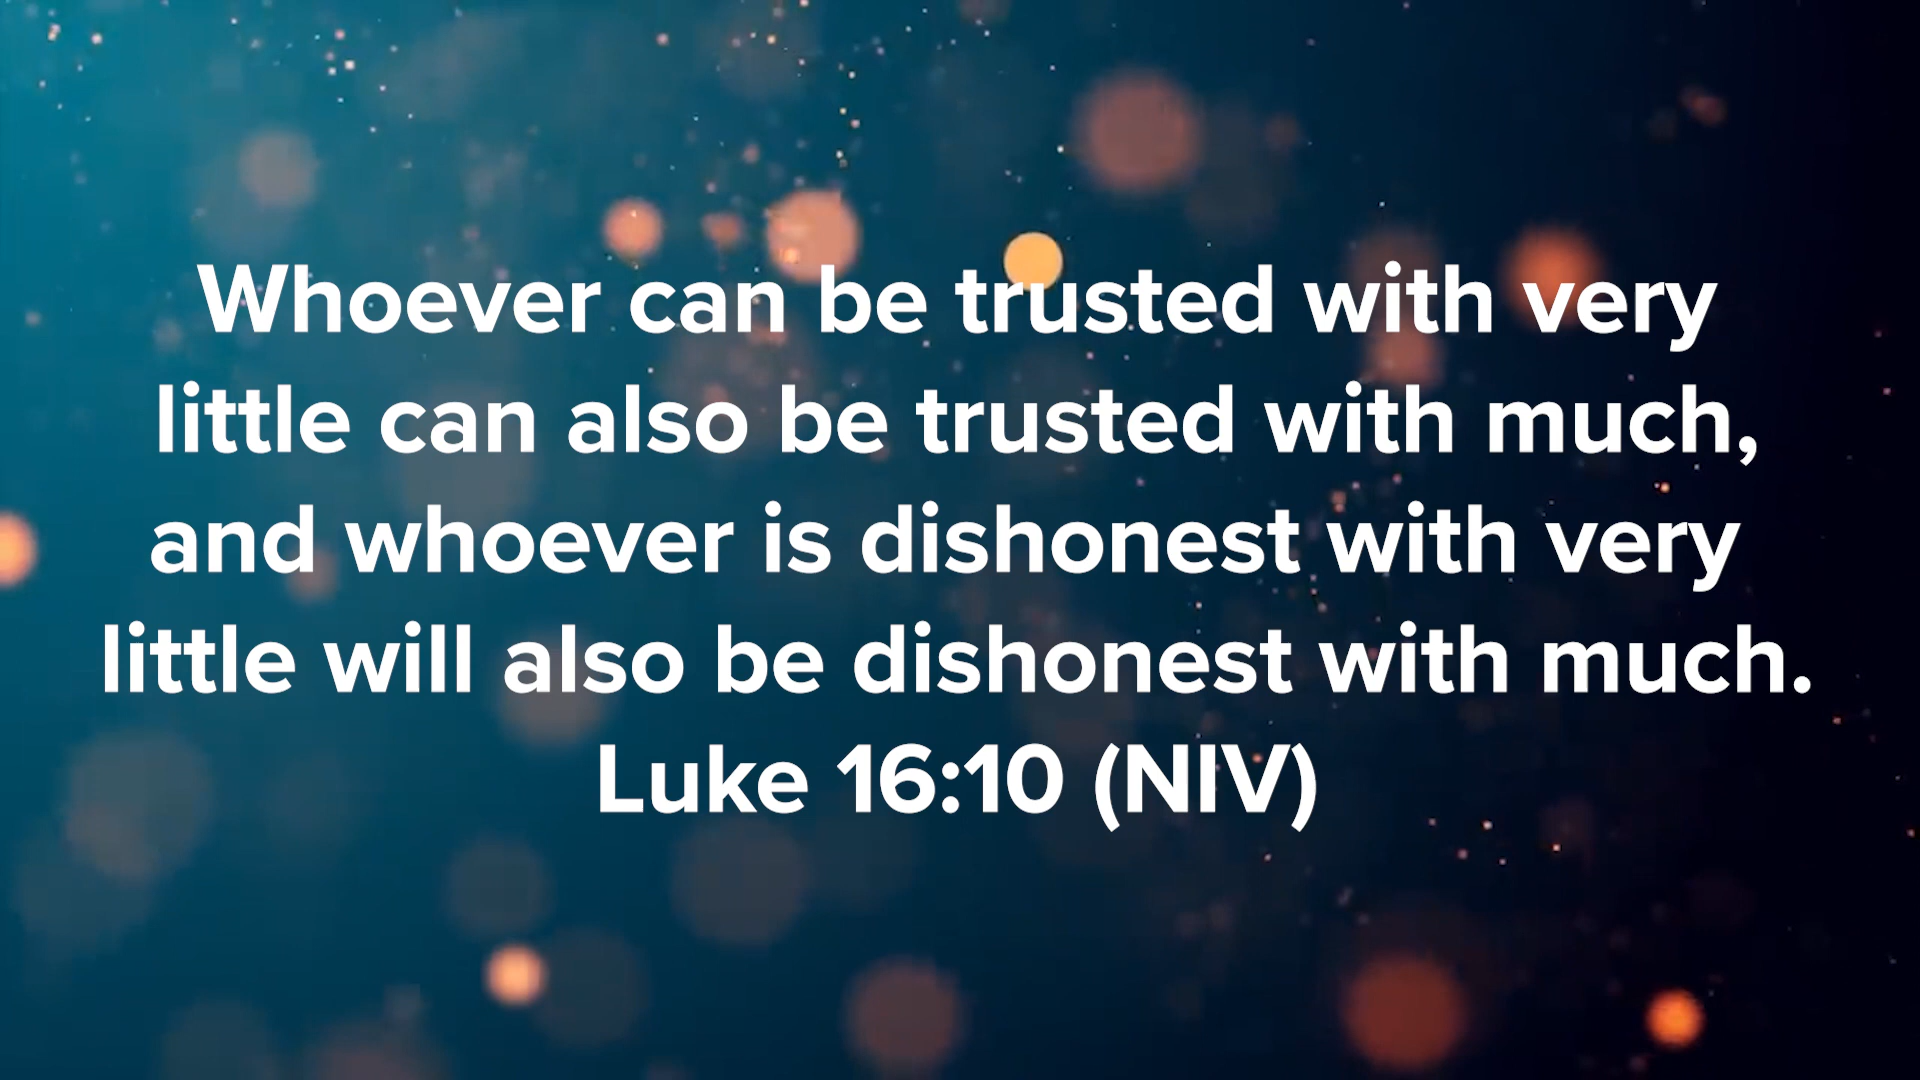 Whoever can be trusted with very
little can also be trusted with much,
and whoever is dishonest with very
little will also be dishonest with much.
Luke 16:10 (NIV)